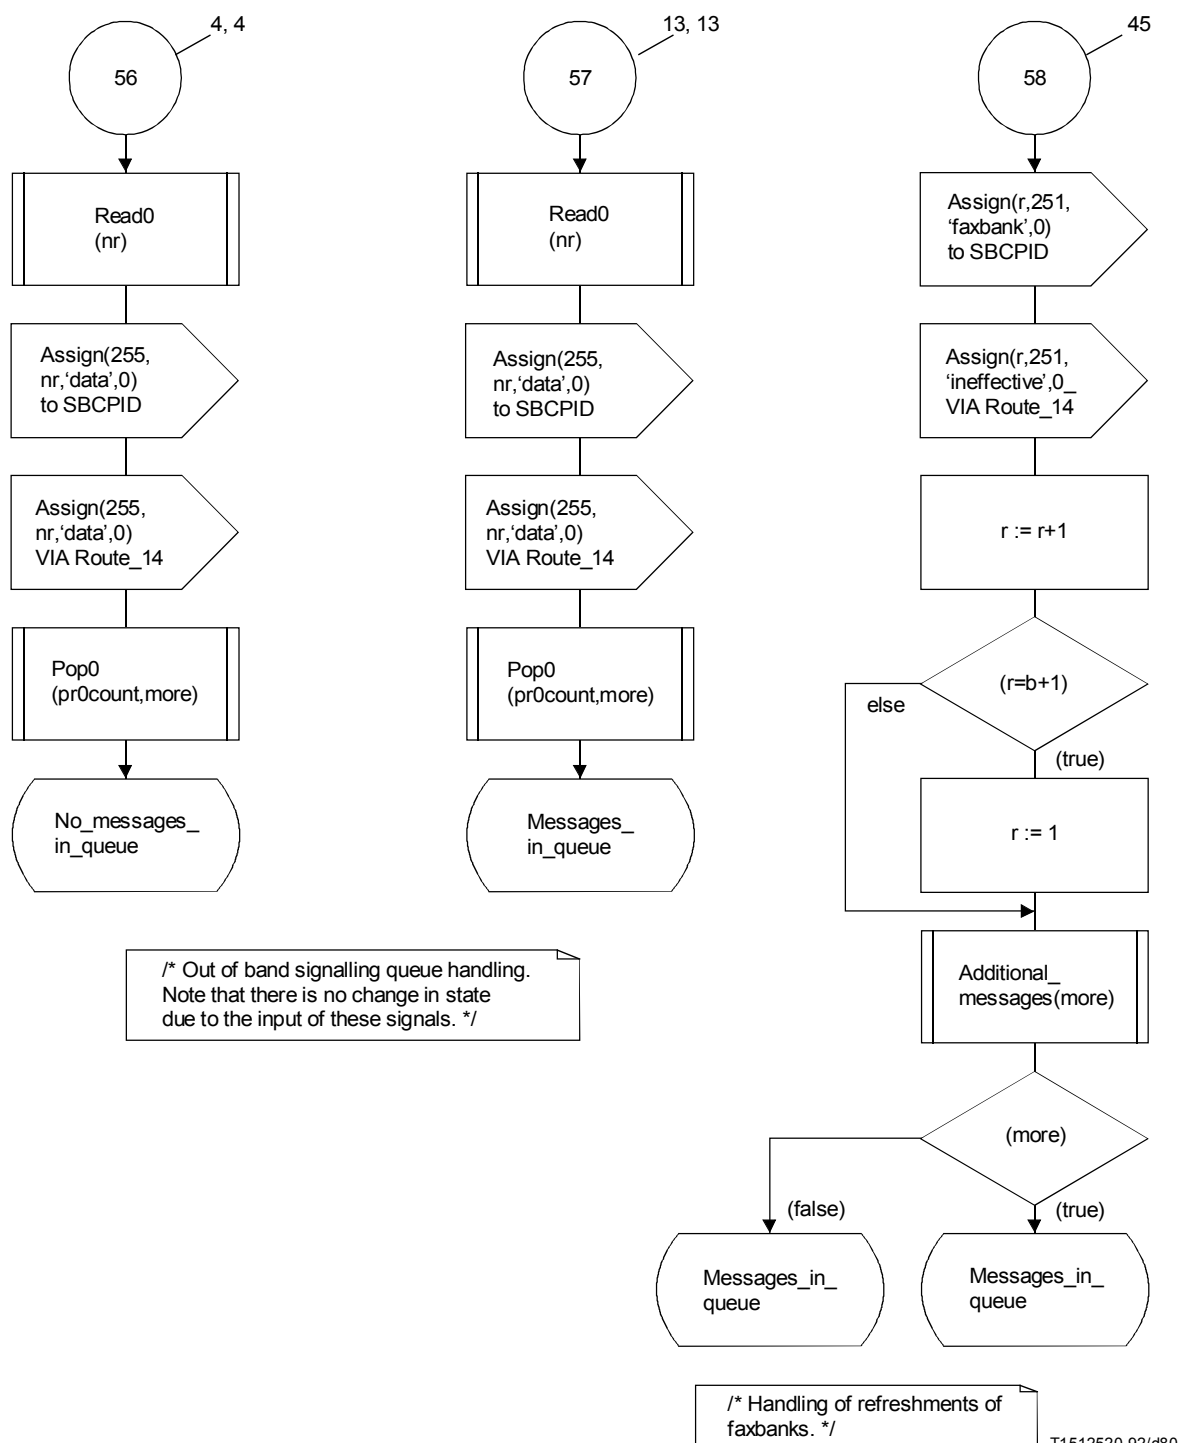 4, 4
56
Read0
(nr)
Assign(255,
nr,‘data’,0)
to SBCPID
Assign(255,
nr,‘data’,0)
VIA Route_14
Pop0
(pr0count,more)
No_messages_
in_queue
13, 13
57
Read0
(nr)
Assign(255,
nr,‘data’,0)
to SBCPID
Assign(255,
nr,‘data’,0)
VIA Route_14
Pop0
(pr0count,more)
Messages_
in_queue
/* Out of band signalling queue handling.
Note that there is no change in state
due to the input of these signals. */
45
58
Assign(r,251,
‘faxbank’,0)
to SBCPID
Assign(r,251,
‘ineffective’,0_
VIA Route_14
r := r+1
(r=b+1)
else
(true)
r := 1
Additional_
messages(more)
(more)
(false)
(true)
Messages_in_
queue
Messages_in_
queue
/* Handling of refreshments of
faxbanks. */
T1512520-92/d80